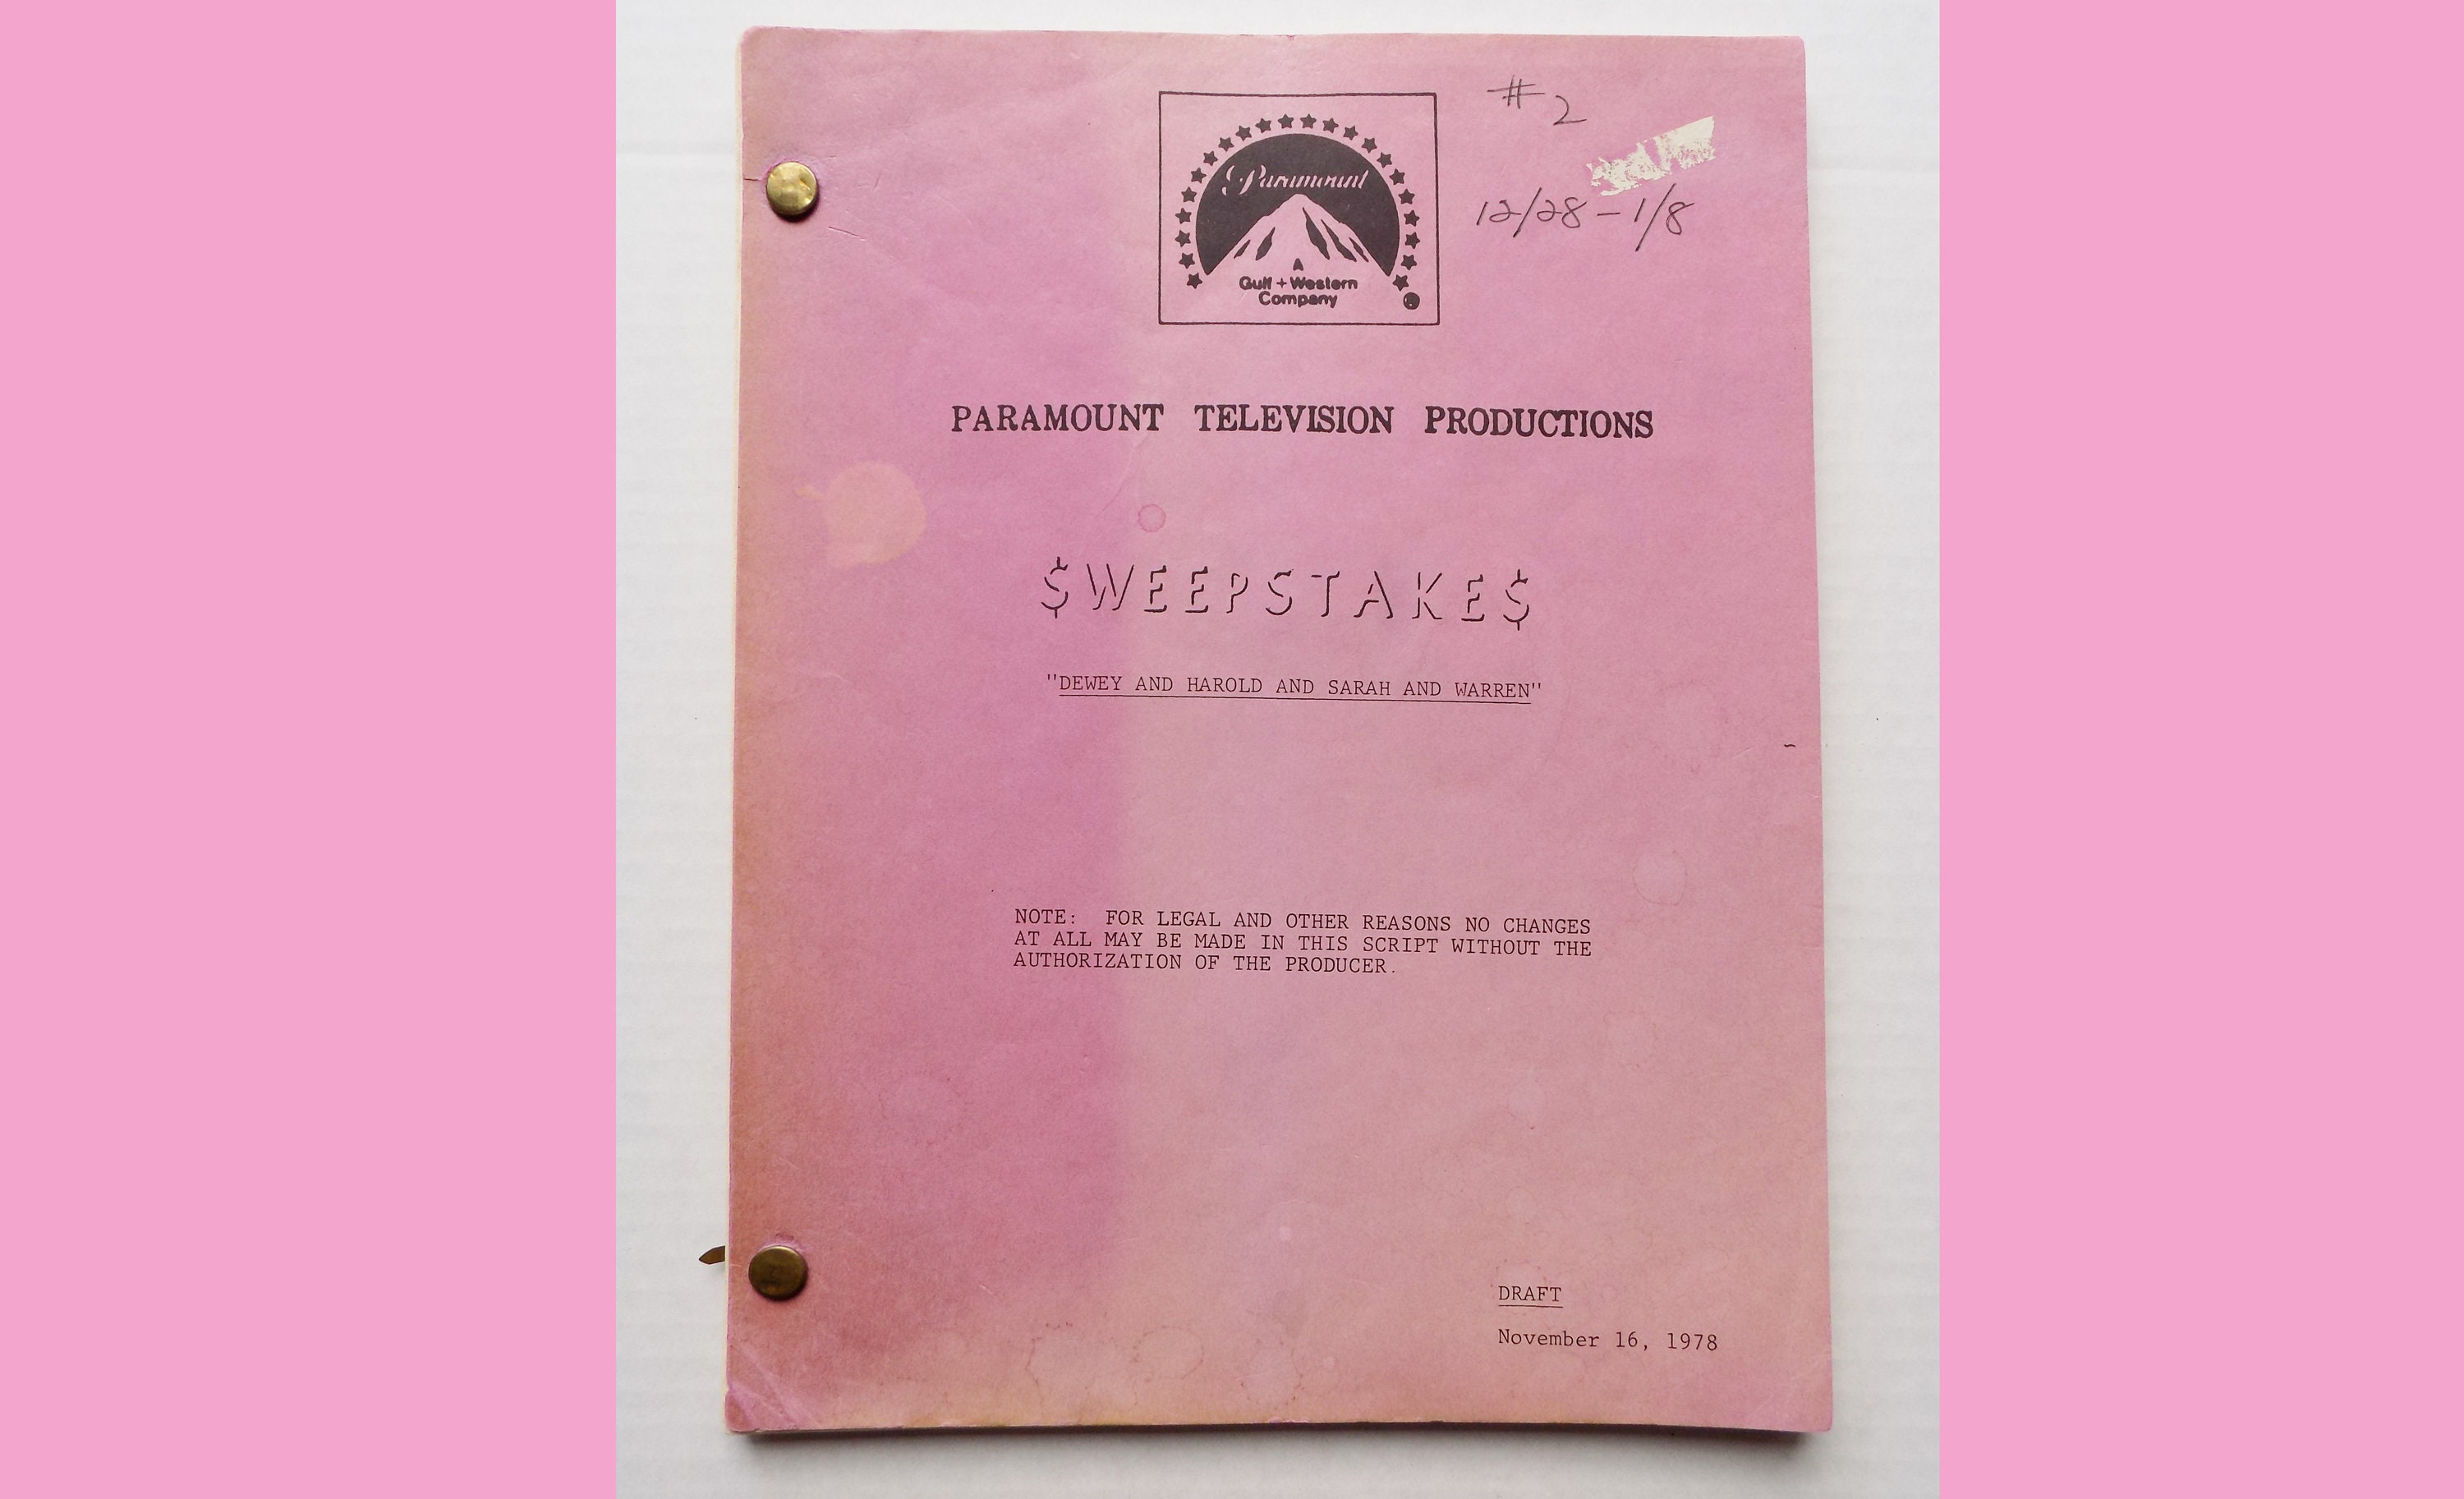 #2
12/28-1/8
Paramount
A
Gulf + Western
Company
PARAMOUNT TELEVISION PRODUCTIONS
$WEEPSTAKE$
"DEWEY AND HAROLD AND SARAH AND WARREN"
NOTE: FOR LEGAL AND OTHER REASONS NO CHANGES
AT ALL MAY BE MADE IN THIS SCRIPT WITHOUT THE
AUTHORIZATION OF THE PRODUCER.
DRAFT
November 16, 1978